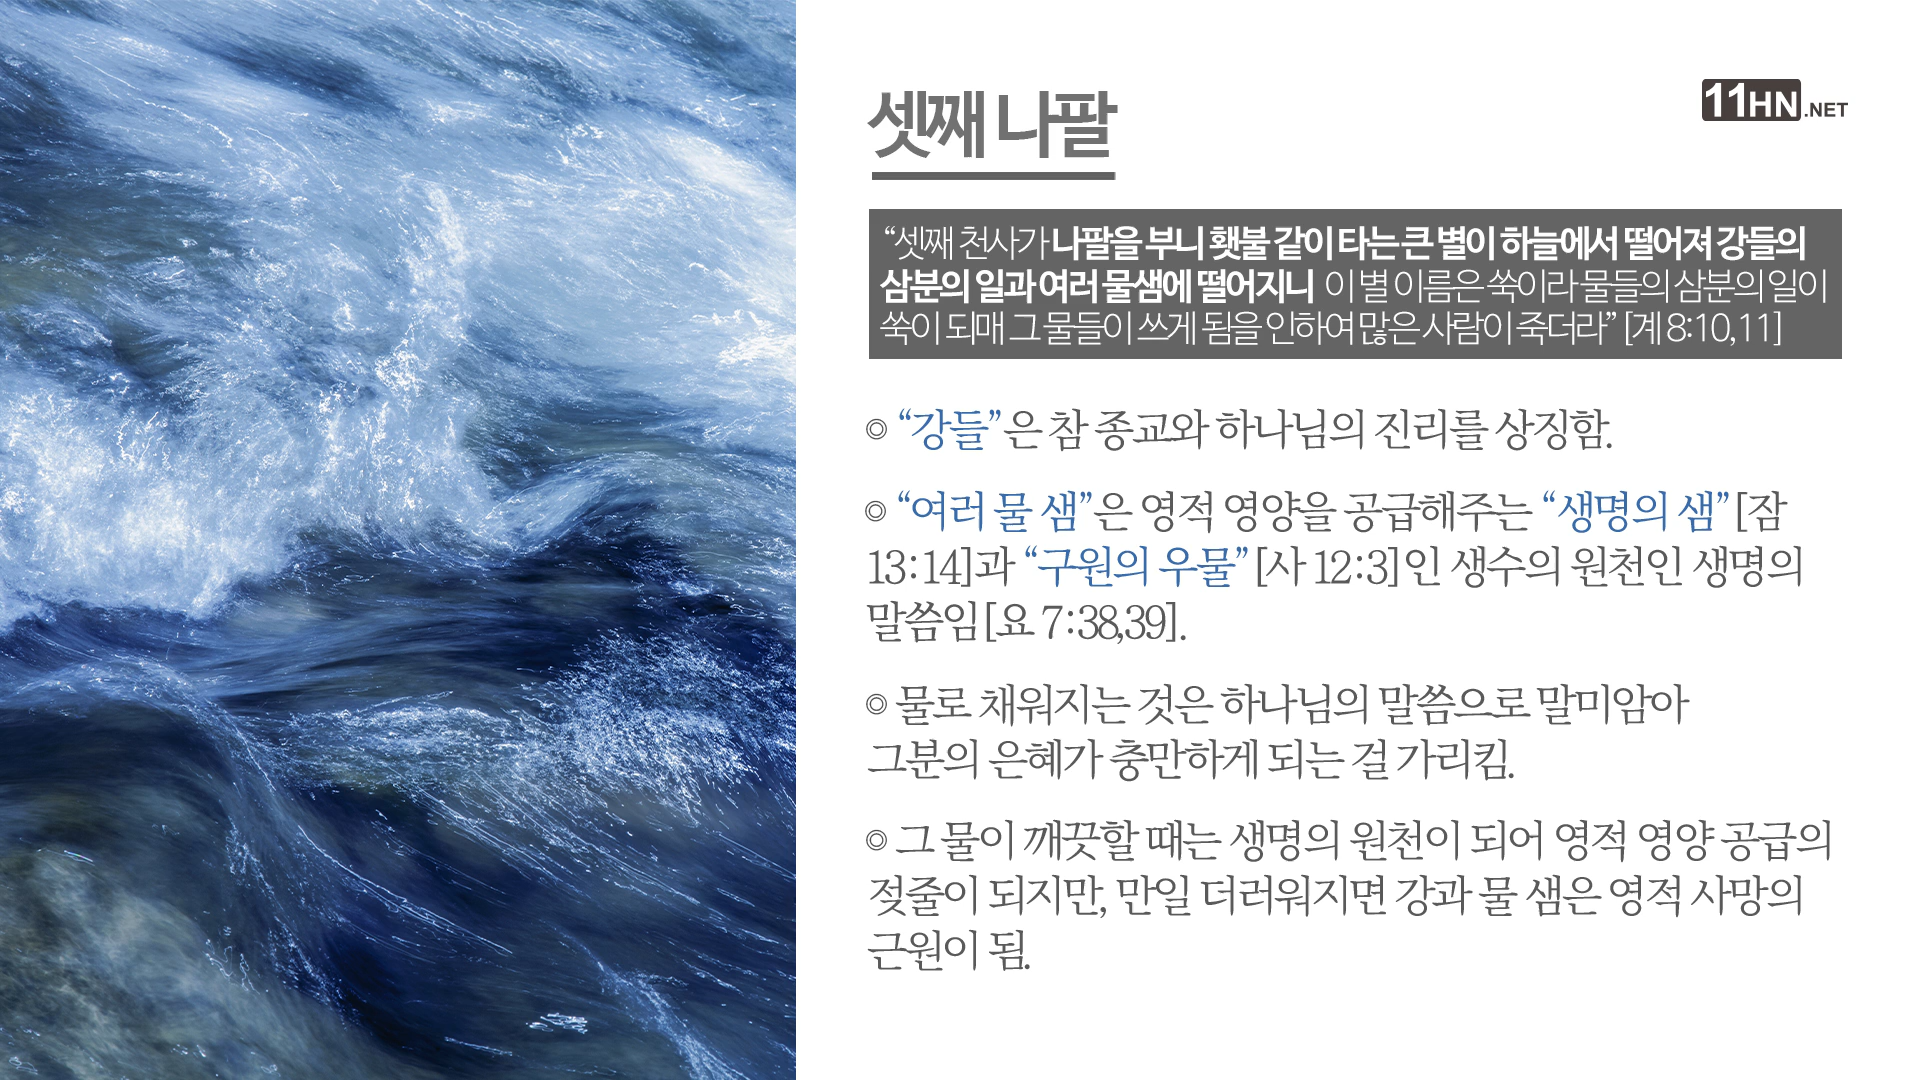 셋째 나팔
11HN.NET
“셋째 천사가 나팔을 부니 횃불 같이 타는 큰 별이 하늘에서 떨어져 강들의
삼분의 일과 여러 물샘에 떨어지니 이 별 이름은 쑥이라 물들의 삼분의 일이
쑥이 되매 그 물들이 쓰게 됨을 인하여 많은 사람이 죽더라” [계 8:10,11]
◎ “강들”은 참 종교와 하나님의 진리를 상징함.
◎ “여러 물 샘”은 영적 영양을 공급해주는 “생명의 샘” [잠
13:14]과 “구원의 우물” [사 12:3]인 생수의 원천인 생명의
말씀임 [요 7:38,39].
◎ 물로 채워지는 것은 하나님의 말씀으로 말미암아
그분의 은혜가 충만하게 되는 걸 가리킴.
◎ 그 물이 깨끗할 때는 생명의 원천이 되어 영적 영양 공급의
젖줄이 되지만, 만일 더러워지면 강과 물 샘은 영적 사망의
근원이 됨.